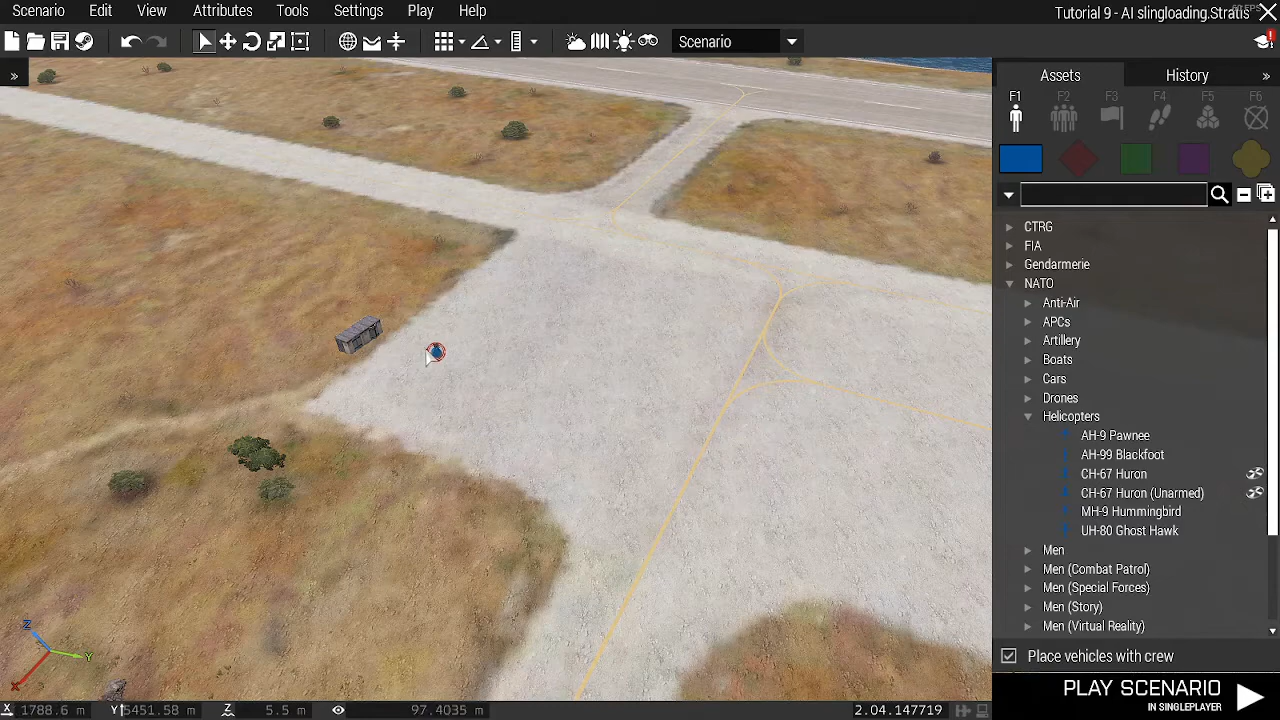 Scenario Edit View Attributes Tools Settings Play Help
Tutorial 9 - AI slingloading.Stratis
Scenario
Assets
History
»
F1 F2 F3 F4 F5 F6
CTRG
FIA
Gendarmerie
NATO
Anti-Air
APCs
Artillery
Boats
Cars
Drones
Helicopters
AH-9 Pawnee
AH-99 Blackfoot
CH-67 Huron
CH-67 Huron (Unarmed)
MH-9 Hummingbird
UH-80 Ghost Hawk
Men
Men (Combat Patrol)
Men (Special Forces)
Men (Story)
Men (Virtual Reality)
Place vehicles with crew
PLAY SCENARIO
IN SINGLEPLAYER
Z
Y
X
X 1788.6 m Y 5451.58 m Z 5.5 m 97.4035 m 2.04.147719